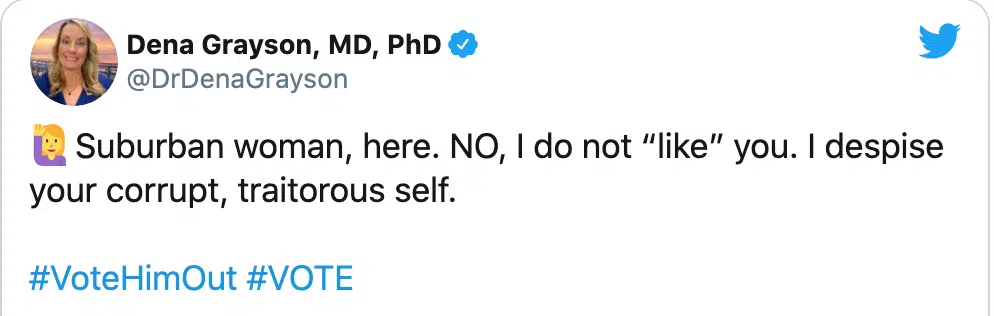 Dena Grayson, MD, PhD
@DrDenaGrayson
🙋‍♀️ Suburban woman, here. NO, I do not “like” you. I despise
your corrupt, traitorous self.
#VoteHimOut #VOTE